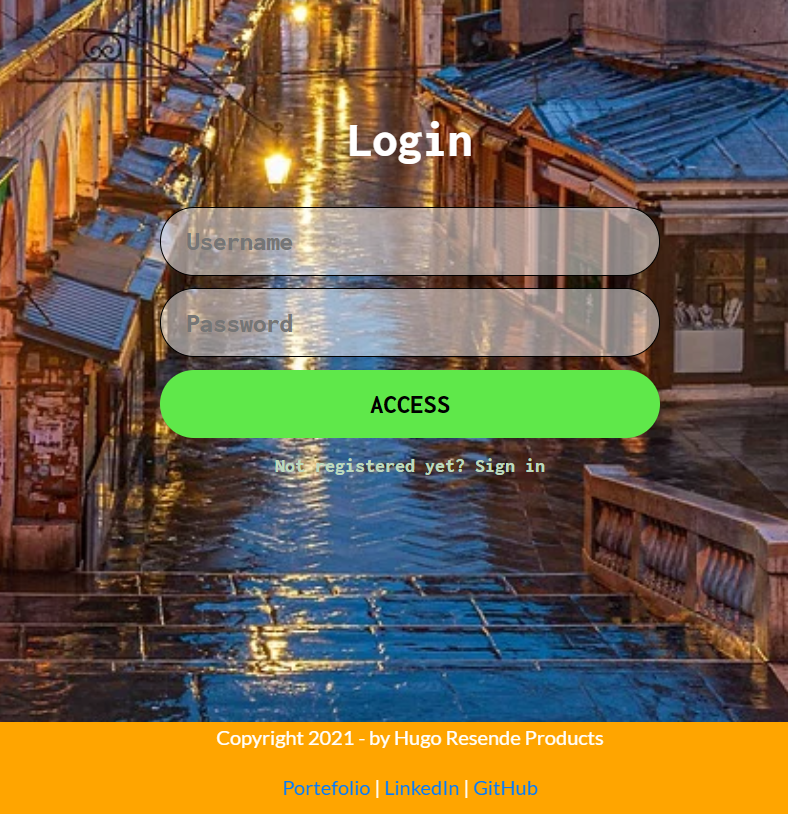 Login
Username
Password
ACCESS
Not registered yet? Sign in
Copyright 2021 - by Hugo Resende Products
Portefolio | LinkedIn | GitHub